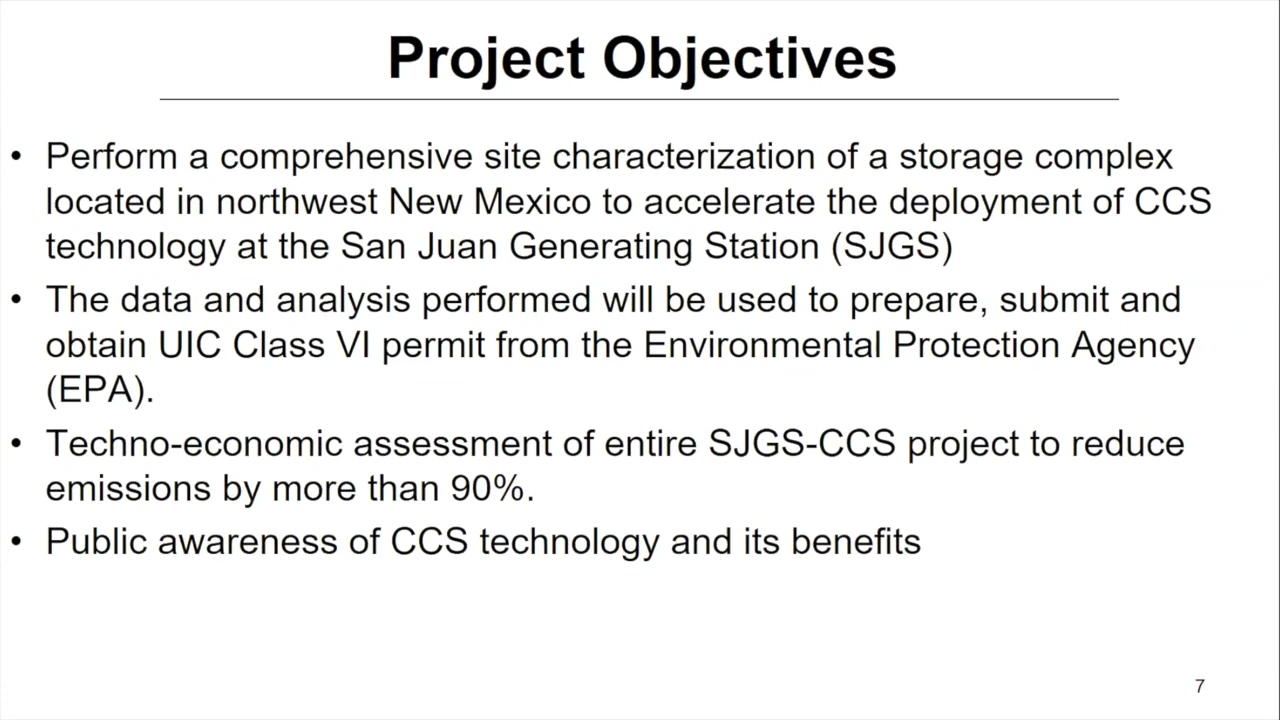 Project Objectives
• Perform a comprehensive site characterization of a storage complex
located in northwest New Mexico to accelerate the deployment of CCS
technology at the San Juan Generating Station (SJGS)
• The data and analysis performed will be used to prepare, submit and
obtain UIC Class VI permit from the Environmental Protection Agency
(EPA).
• Techno-economic assessment of entire SJGS-CCS project to reduce
emissions by more than 90%.
• Public awareness of CCS technology and its benefits
7